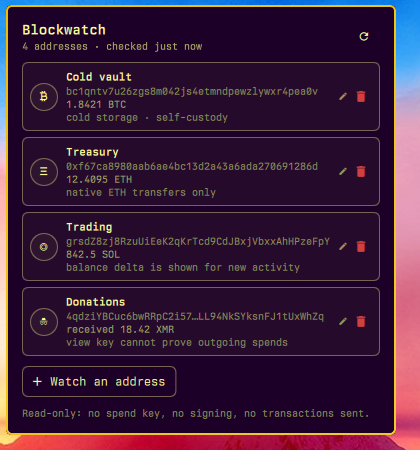 Blockwatch
4 addresses · checked just now
Cold vault
bc1qntv7u26zgs8m042js4etmndpewzlywxr4pea0v
1.8421 BTC
cold storage · self-custody
Treasury
0xf67ca8980aab6ae4bc13d2a43a6ada270691286d
12.4095 ETH
native ETH transfers only
Trading
grsdZ8zj8RzuUiEeK2qKrTcd9CdJBxjVbxxAhHPzeFpY
842.5 SOL
balance delta is shown for new activity
Donations
4qdziYBCuc6bwRRpC2i57…LL94NkSYksnFJ1tUxWhZq
received 18.42 XMR
view key cannot prove outgoing spends
+ Watch an address
Read-only: no spend key, no signing, no transactions sent.